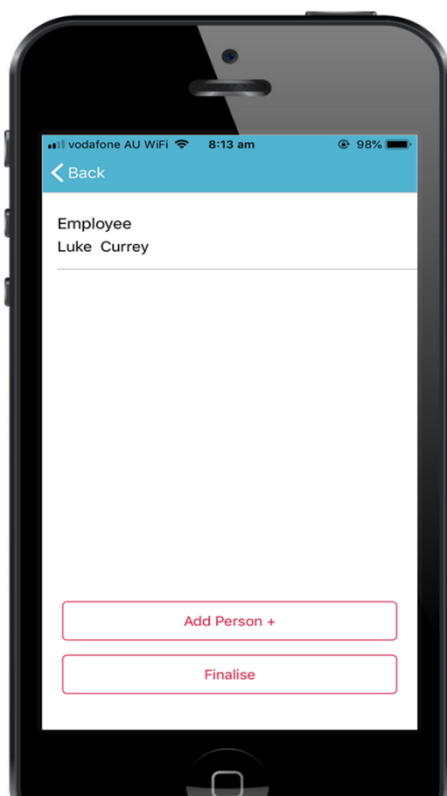 vodafone AU WiFi 8:13 am 98%
Back
Employee
Luke Currey
Add Person +
Finalise